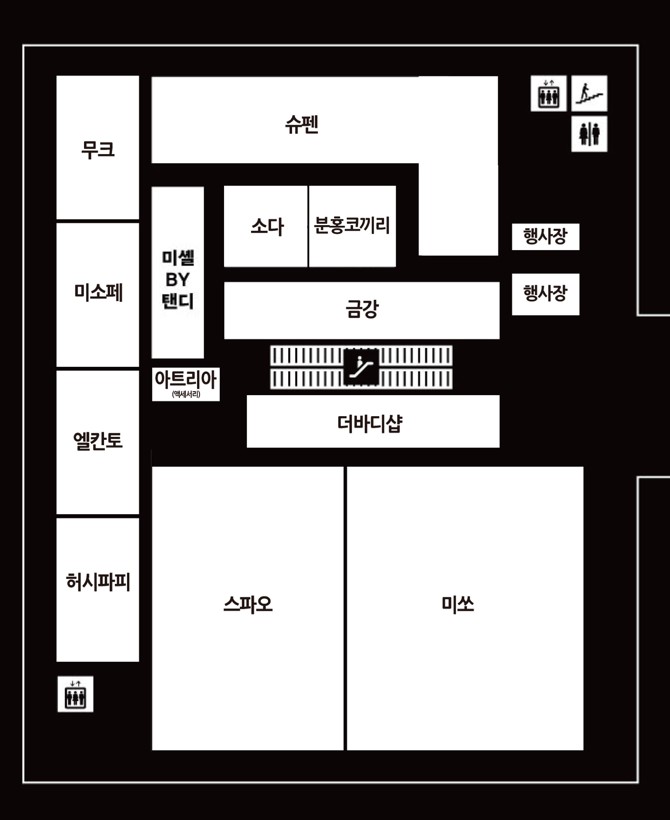 무크
슈펜
소다
분홍코끼리
행사장
미쏄
BY
탠디
미소페
금강
행사장
아트리아
(액세서리)
더바디샵
엘칸토
허시파피
스파오
미쏘